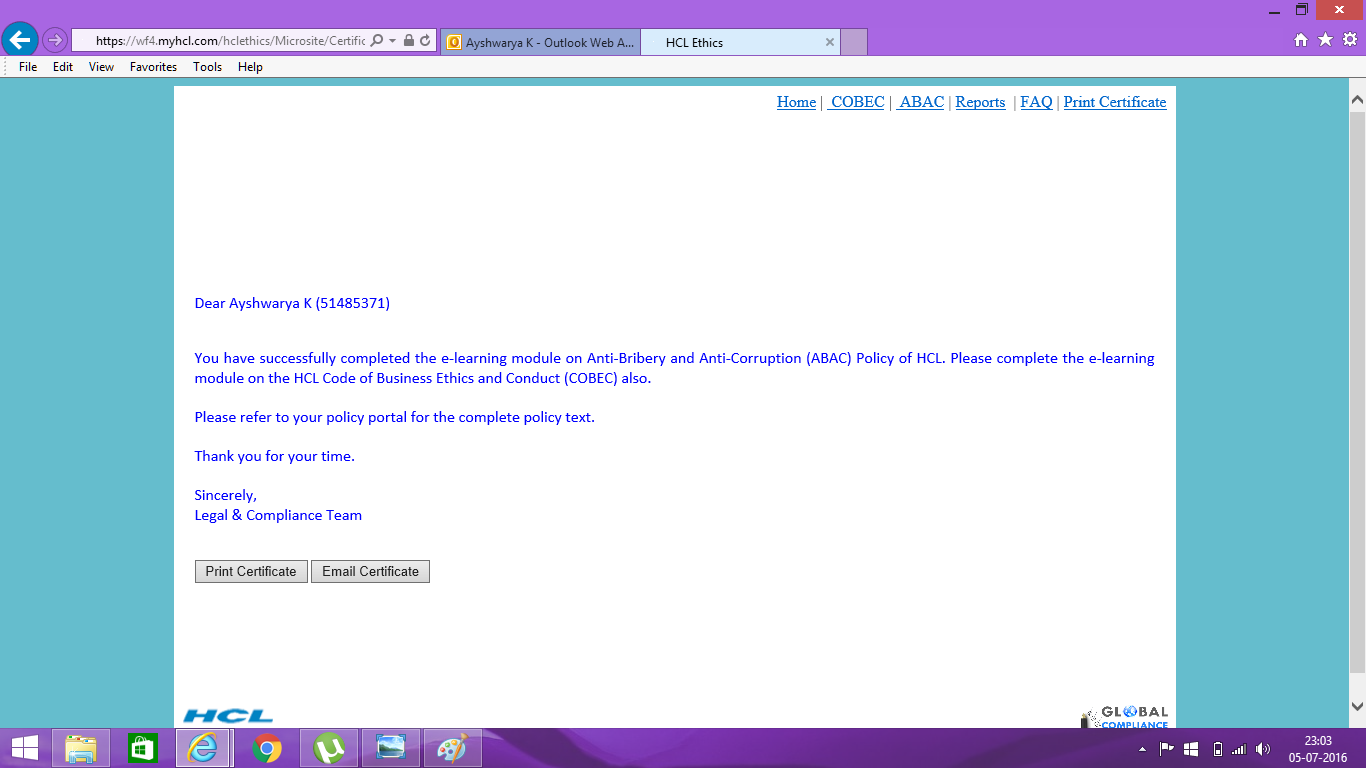 https://wf4.myhcl.com/hclethics/Microsite/Certific
Ayshwarya K - Outlook Web A...
HCL Ethics
File Edit View Favorites Tools Help
Home | COBEC | ABAC | Reports | FAQ | Print Certificate
Dear Ayshwarya K (51485371)
You have successfully completed the e-learning module on Anti-Bribery and Anti-Corruption (ABAC) Policy of HCL. Please complete the e-learning
module on the HCL Code of Business Ethics and Conduct (COBEC) also.
Please refer to your policy portal for the complete policy text.
Thank you for your time.
Sincerely,
Legal & Compliance Team
Print Certificate Email Certificate
HCL
GLOBAL
COMPLIANCE
23:03
05-07-2016